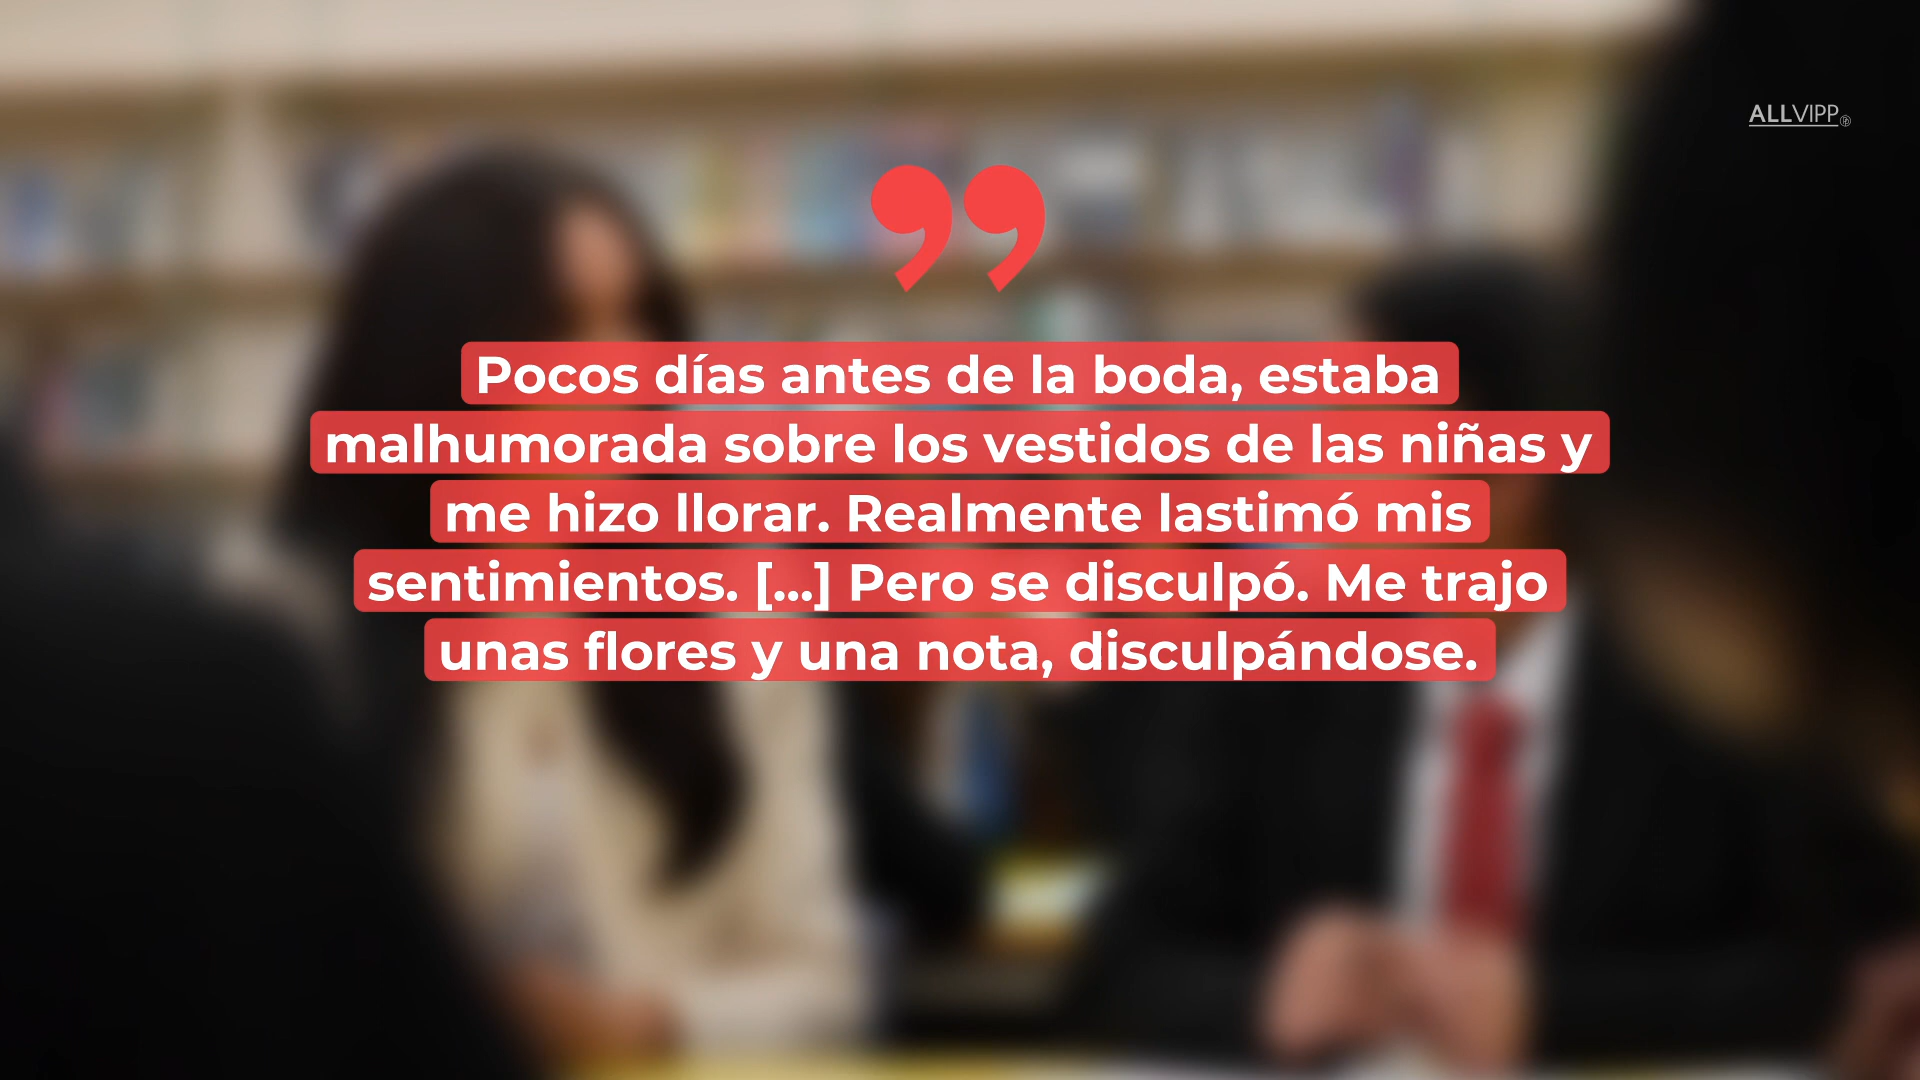 ALLVIPP
”
Pocos días antes de la boda, estaba
malhumorada sobre los vestidos de las niñas y
me hizo llorar. Realmente lastimó mis
sentimientos. [...] Pero se disculpó. Me trajo
unas flores y una nota, disculpándose.